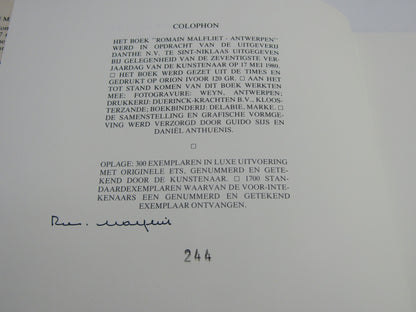 COLOPHON
HET BOEK "ROMAIN MALFLIET - ANTWERPEN"
WERD IN OPDRACHT VAN DE UITGEVERIJ
DANTHE N.V. TE SINT-NIKLAAS UITGEGEVEN
BIJ GELEGENHEID VAN DE ZEVENTIGSTE VER-
JAARDAG VAN DE KUNSTENAAR OP 17 MEI 1980.
□ HET BOEK WERD GEZET UIT DE TIMES EN
GEDRUKT OP ORION IVOOR 120 GR. □ AAN HET
TOT STAND KOMEN VAN DIT BOEK WERKTEN
MEE: FOTOGRAVURE: WEYN, ANTWERPEN;
DRUKKERIJ: DUERINCK-KRACHTEN B.V., KLOOS-
TERZANDE; BOEKBINDERIJ: DELABIE, MARKE. □
DE SAMENSTELLING EN GRAFISCHE VORMGE-
VING WERD VERZORGD DOOR GUIDO SIJS EN
DANIËL ANTHUENIS.
□
OPLAGE: 300 EXEMPLAREN IN LUXE UITVOERING
MET ORIGINELE ETS, GENUMMERD EN GETE-
KEND DOOR DE KUNSTENAAR. □ 1700 STAN-
DAARDEXEMPLAREN WAARVAN DE VOOR-INTE-
KENAARS EEN GENUMMERD EN GETEKEND
EXEMPLAAR ONTVANGEN.
244